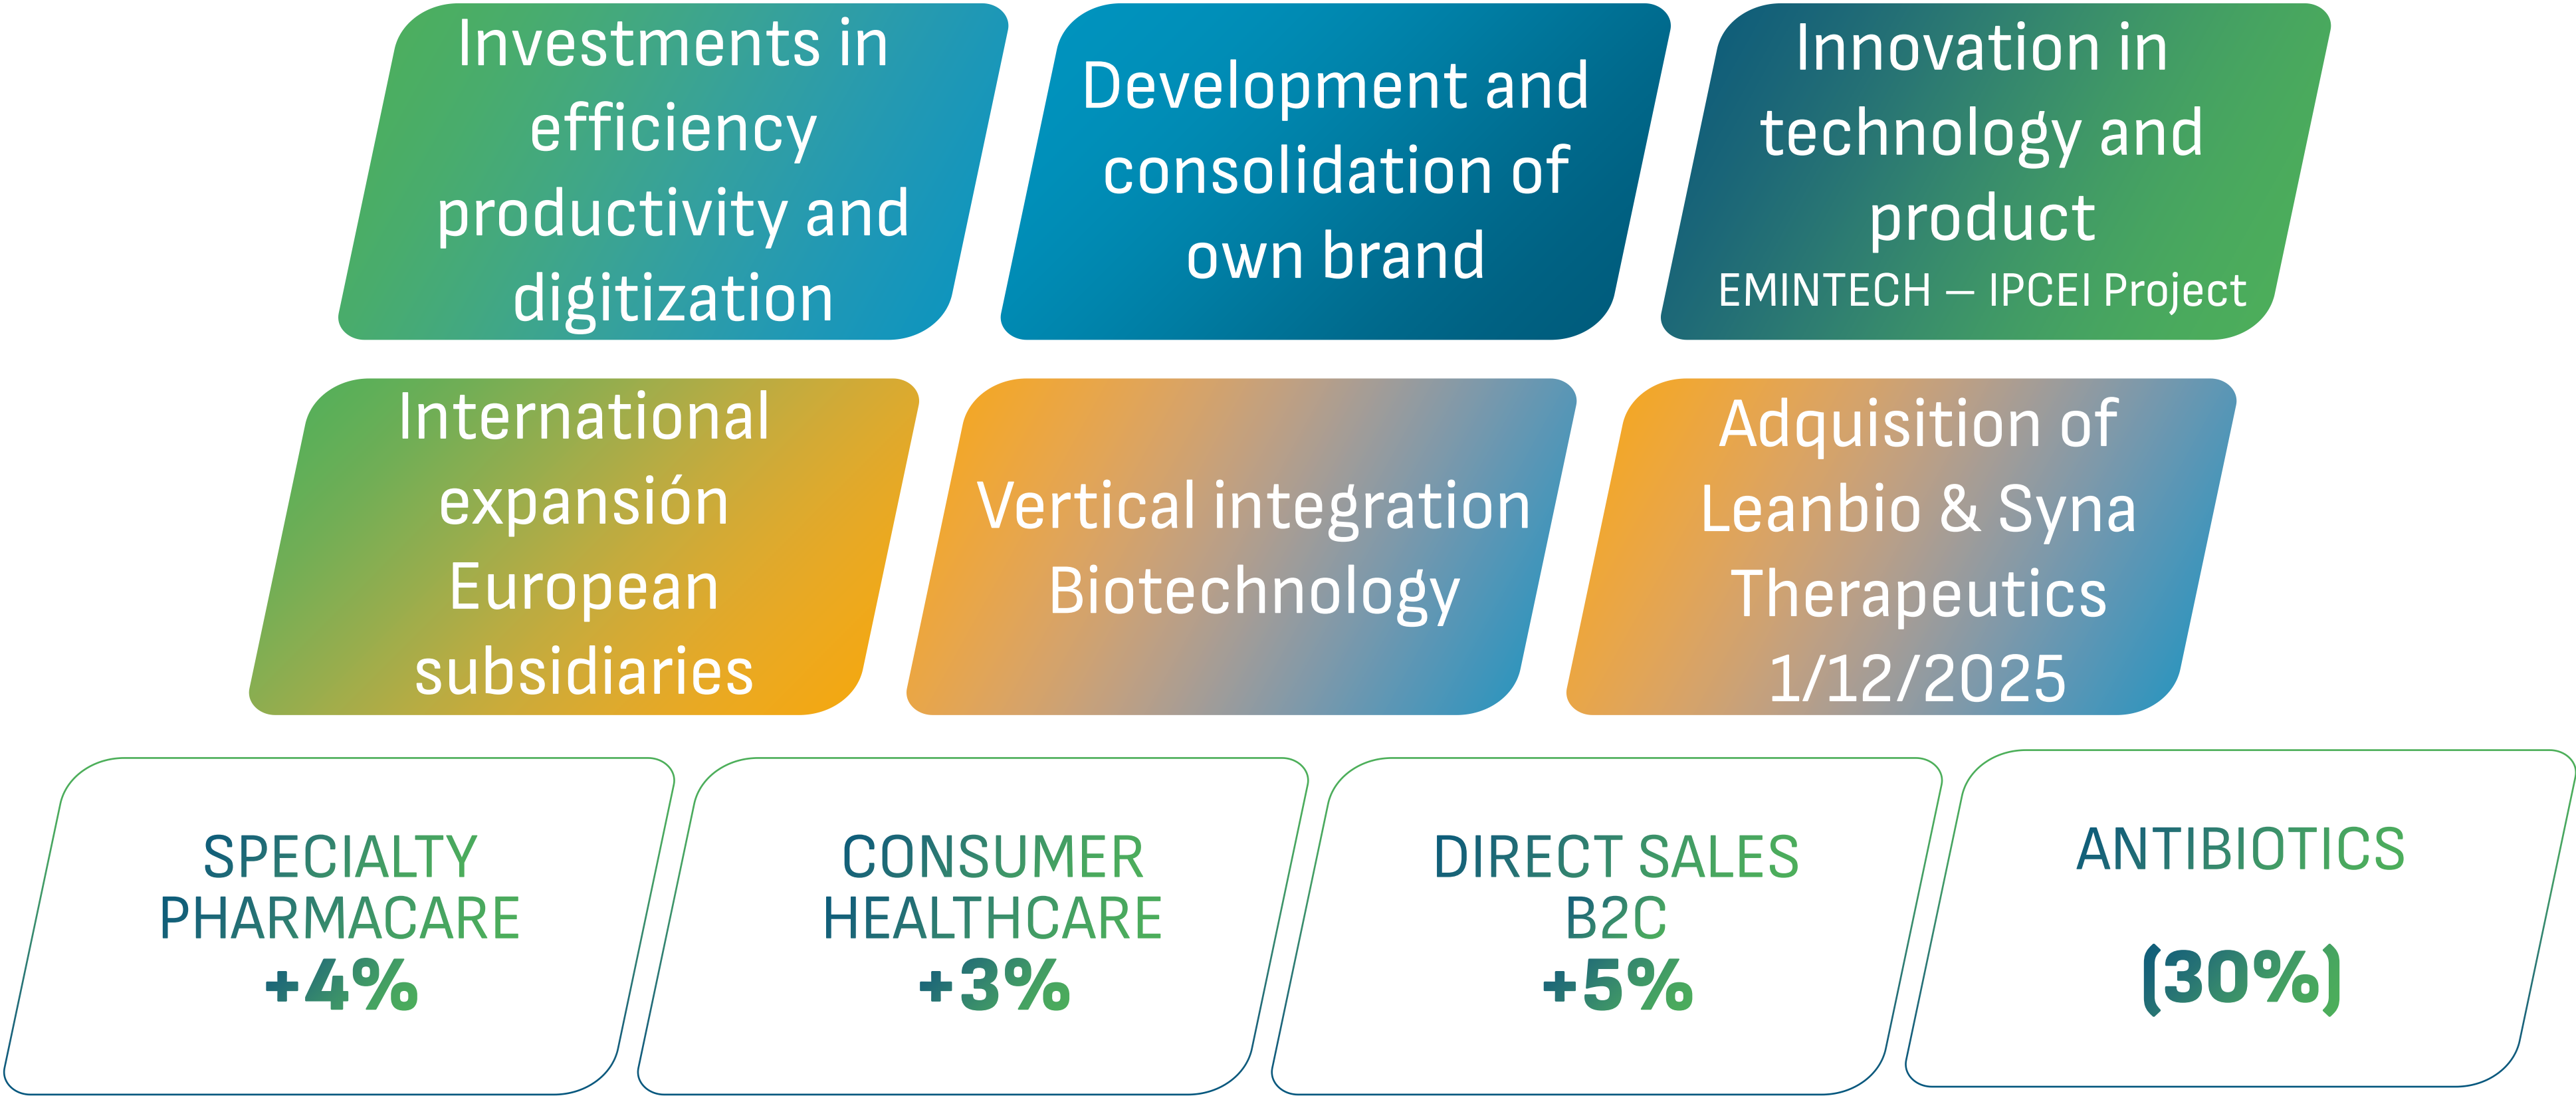 Investments in
efficiency
productivity and
digitization
Development and
consolidation of
own brand
Innovation in
technology and
product
EMINTECH – IPCEI Project
International
expansión
European
subsidiaries
Vertical integration
Biotechnology
Adquisition of
Leanbio & Syna
Therapeutics
1/12/2025
SPECIALTY
PHARMACARE
+4%
CONSUMER
HEALTHCARE
+3%
DIRECT SALES
B2C
+5%
ANTIBIOTICS
(30%)